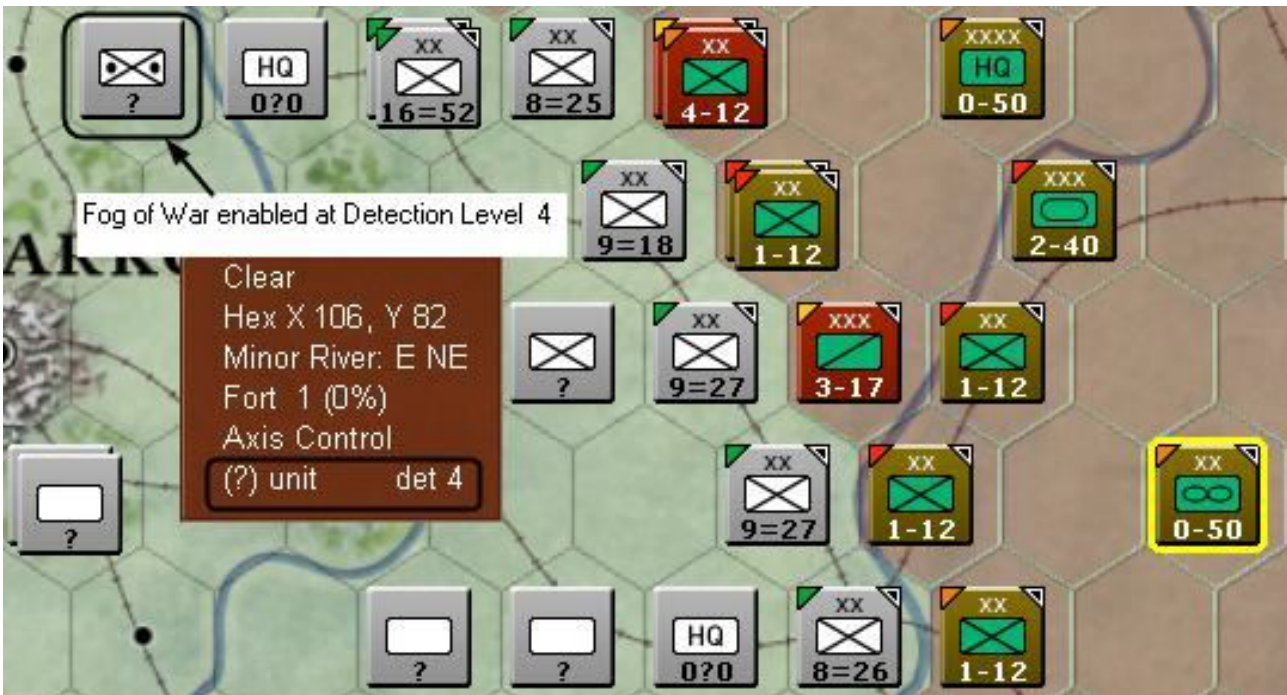 XX XX XX XXXX
? HQ 0?0 16=52 8=25 4-12 HQ 0-50
Fog of War enabled at Detection Level 4
XX XX XXX
9=18 1-12 2-40
Clear
Hex X 106, Y 82
Minor River: E NE
Fort 1 (0%)
Axis Control
(?) unit det 4
XX XXX XX
? 9=27 3-17 1-12
XX XX XX
? 9=27 1-12 0-50
XX XX
? ? HQ 0?0 8=26 1-12